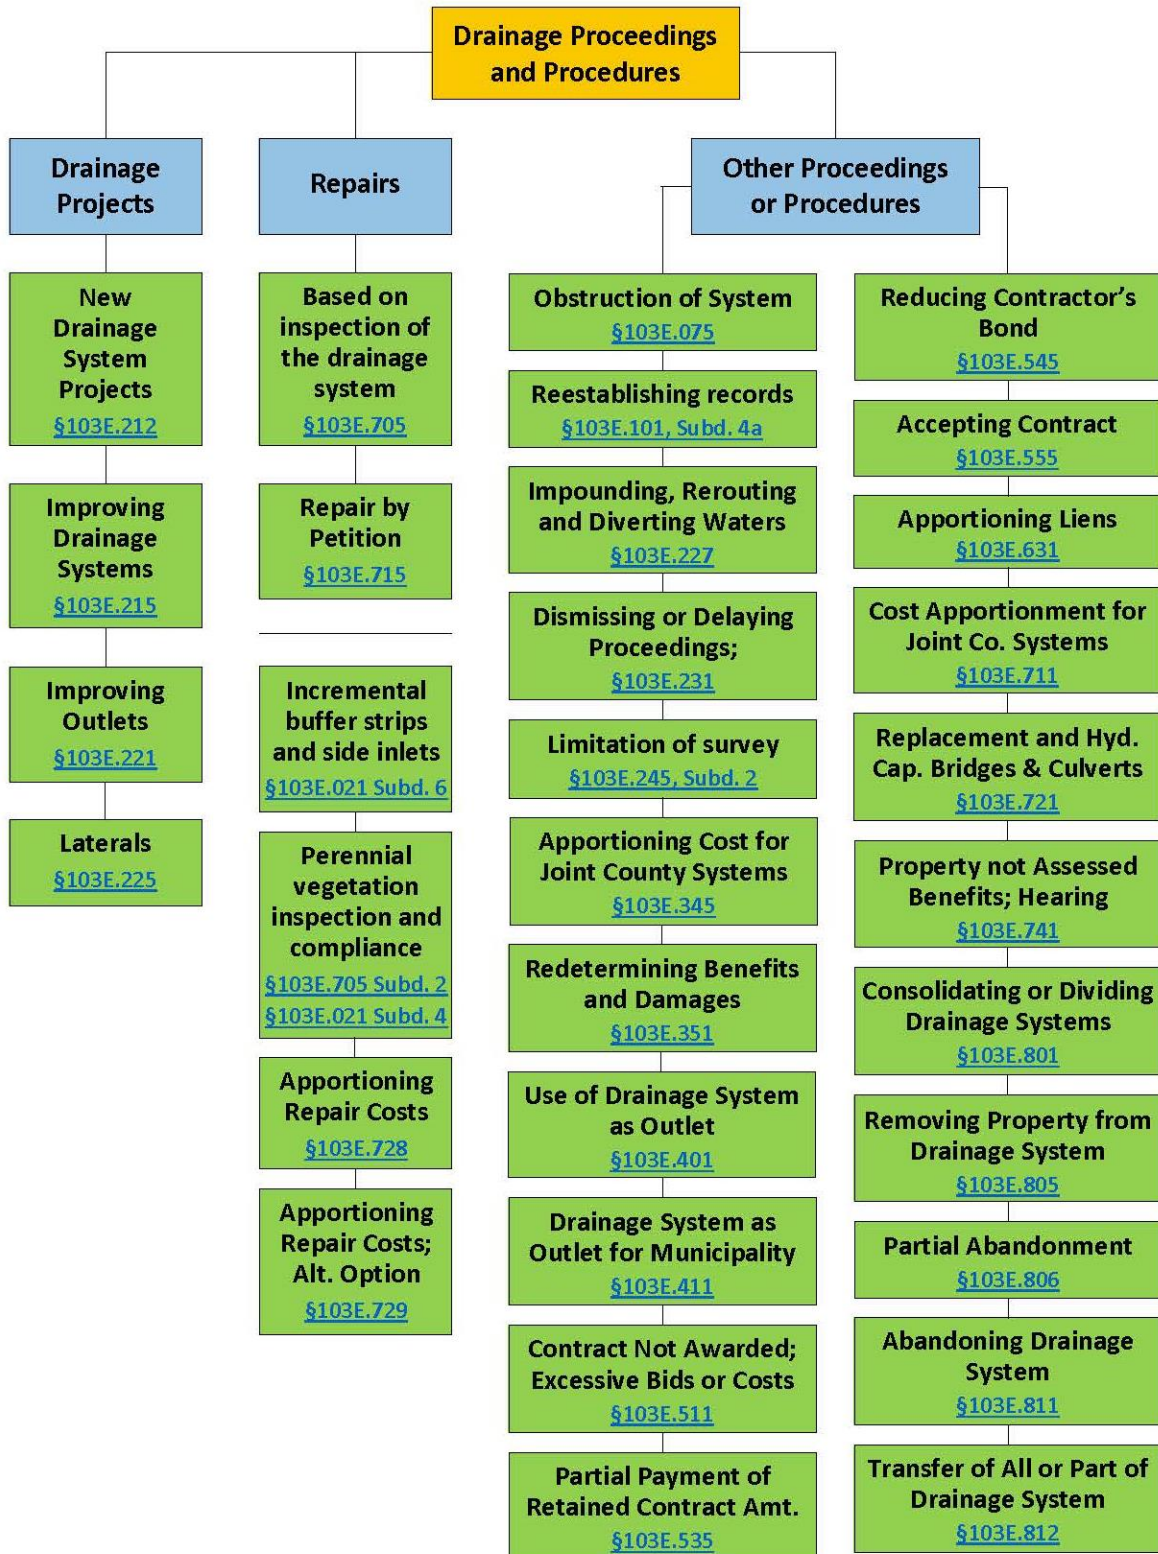 Drainage Proceedings
and Procedures
Drainage
Projects
New
Drainage
System
Projects
§103E.212
Improving
Drainage
Systems
§103E.215
Improving
Outlets
§103E.221
Laterals
§103E.225
Repairs
Based on
inspection of
the drainage
system
§103E.705
Repair by
Petition
§103E.715
Incremental
buffer strips
and side inlets
§103E.021 Subd. 6
Perennial
vegetation
inspection and
compliance
§103E.705 Subd. 2
§103E.021 Subd. 4
Apportioning
Repair Costs
§103E.728
Apportioning
Repair Costs;
Alt. Option
§103E.729
Other Proceedings
or Procedures
Obstruction of System
§103E.075
Reestablishing records
§103E.101, Subd. 4a
Impounding, Rerouting
and Diverting Waters
§103E.227
Dismissing or Delaying
Proceedings;
§103E.231
Limitation of survey
§103E.245, Subd. 2
Apportioning Cost for
Joint County Systems
§103E.345
Redetermining Benefits
and Damages
§103E.351
Use of Drainage System
as Outlet
§103E.401
Drainage System as
Outlet for Municipality
§103E.411
Contract Not Awarded;
Excessive Bids or Costs
§103E.511
Partial Payment of
Retained Contract Amt.
§103E.535
Reducing Contractor’s
Bond
§103E.545
Accepting Contract
§103E.555
Apportioning Liens
§103E.631
Cost Apportionment for
Joint Co. Systems
§103E.711
Replacement and Hyd.
Cap. Bridges & Culverts
§103E.721
Property not Assessed
Benefits; Hearing
§103E.741
Consolidating or Dividing
Drainage Systems
§103E.801
Removing Property from
Drainage System
§103E.805
Partial Abandonment
§103E.806
Abandoning Drainage
System
§103E.811
Transfer of All or Part of
Drainage System
§103E.812